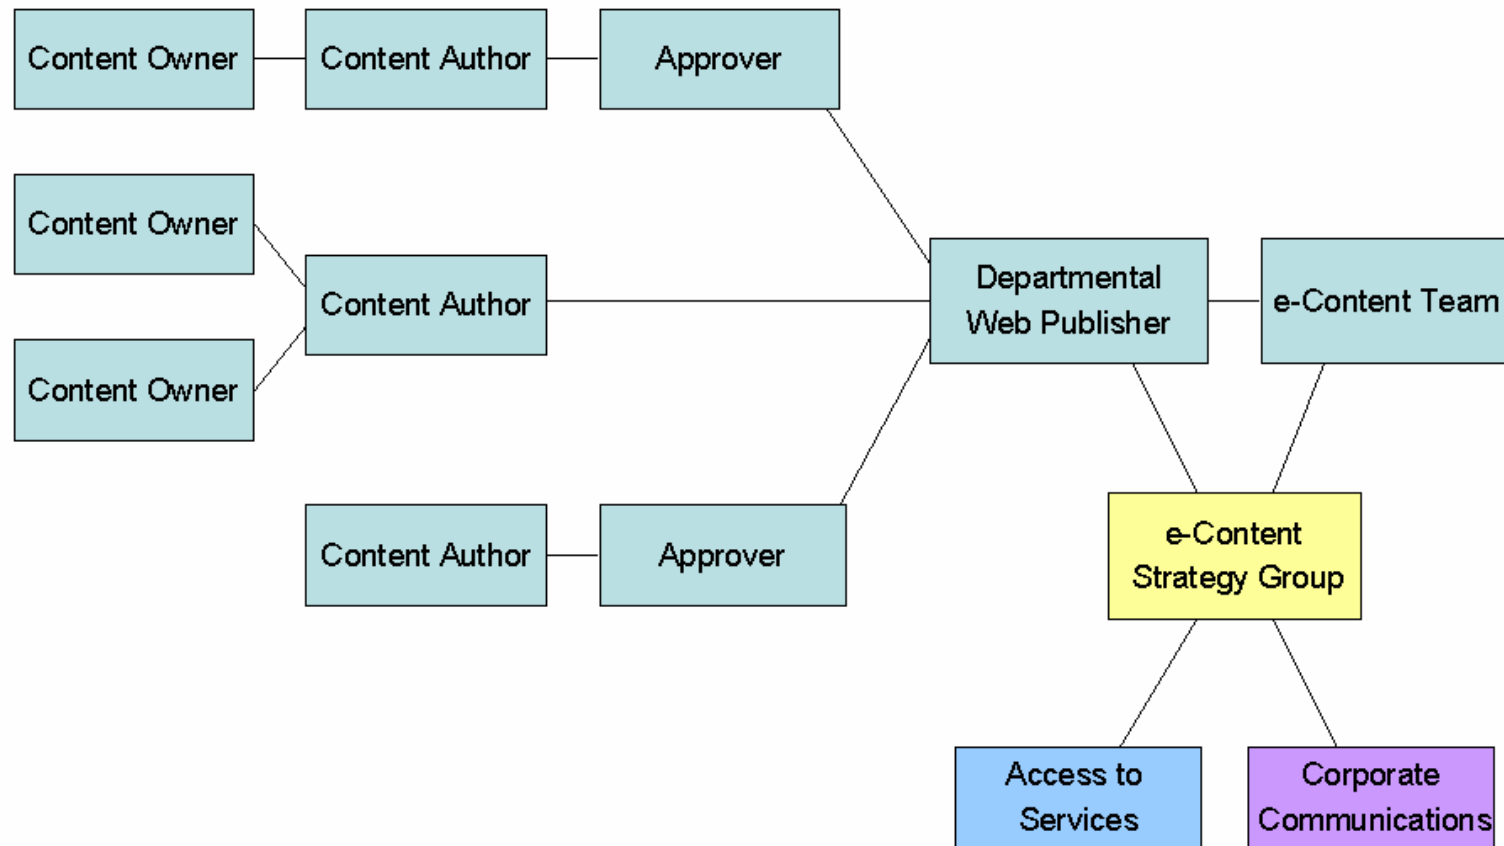 Content Owner
Content Author
Approver
Content Owner
Content Author
Content Owner
Departmental
Web Publisher
e-Content Team
Content Author
Approver
e-Content
Strategy Group
Access to
Services
Corporate
Communications